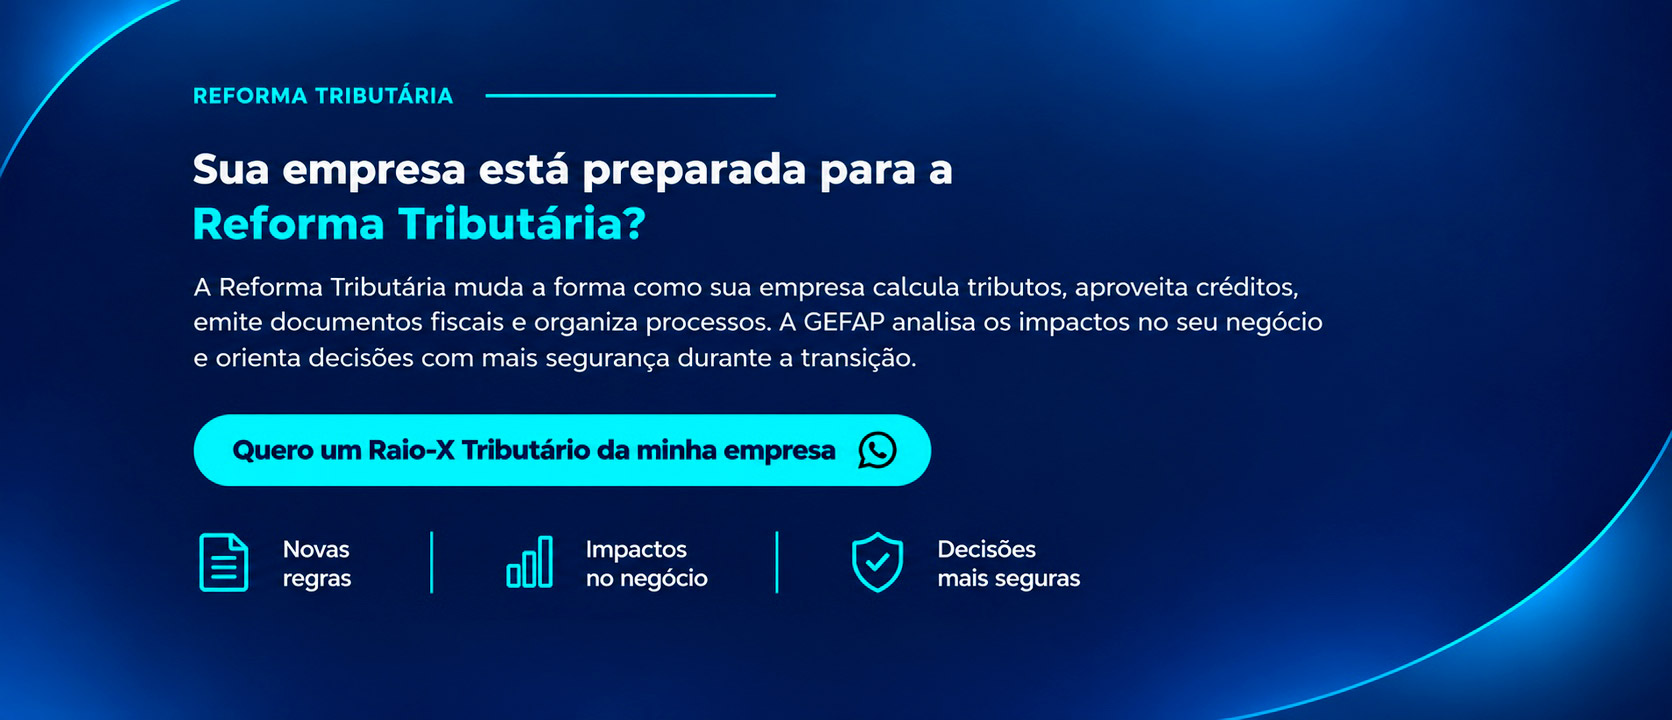 REFORMA TRIBUTÁRIA
Sua empresa está preparada para a
Reforma Tributária?
A Reforma Tributária muda a forma como sua empresa calcula tributos, aproveita créditos,
emite documentos fiscais e organiza processos. A GEFAP analisa os impactos no seu negócio
e orienta decisões com mais segurança durante a transição.
Quero um Raio-X Tributário da minha empresa
Novas
regras
Impactos
no negócio
Decisões
mais seguras